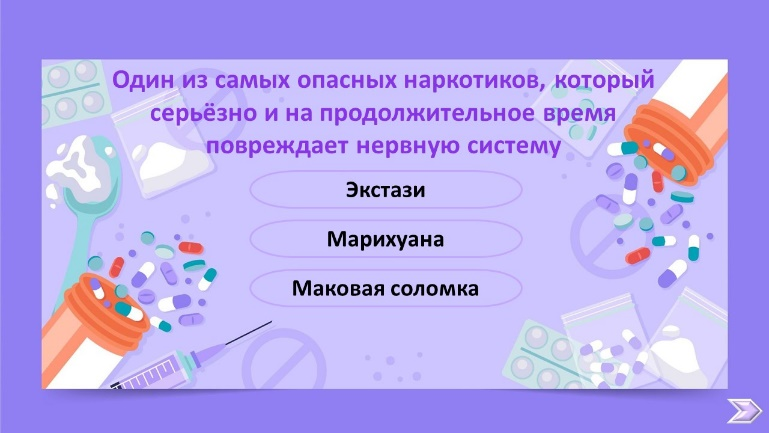 Один из самых опасных наркотиков, который
серьёзно и на продолжительное время
повреждает нервную систему
Экстази
Марихуана
Маковая соломка